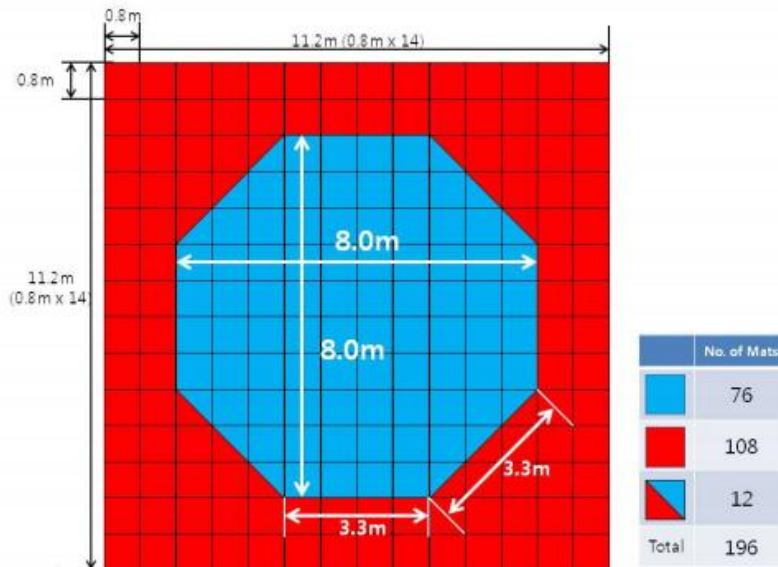 0.8m
11.2m (0.8m x 14)
0.8m
8.0m
11.2m
(0.8m x 14)
8.0m
3.3m
3.3m
No. of Mats
76
108
12
Total 196